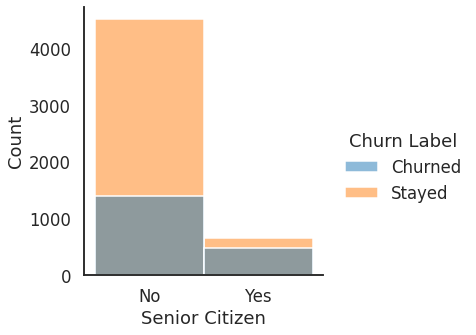 4000
3000
2000
1000
0
Count
No
Yes
Senior Citizen
Churn Label
Churned
Stayed